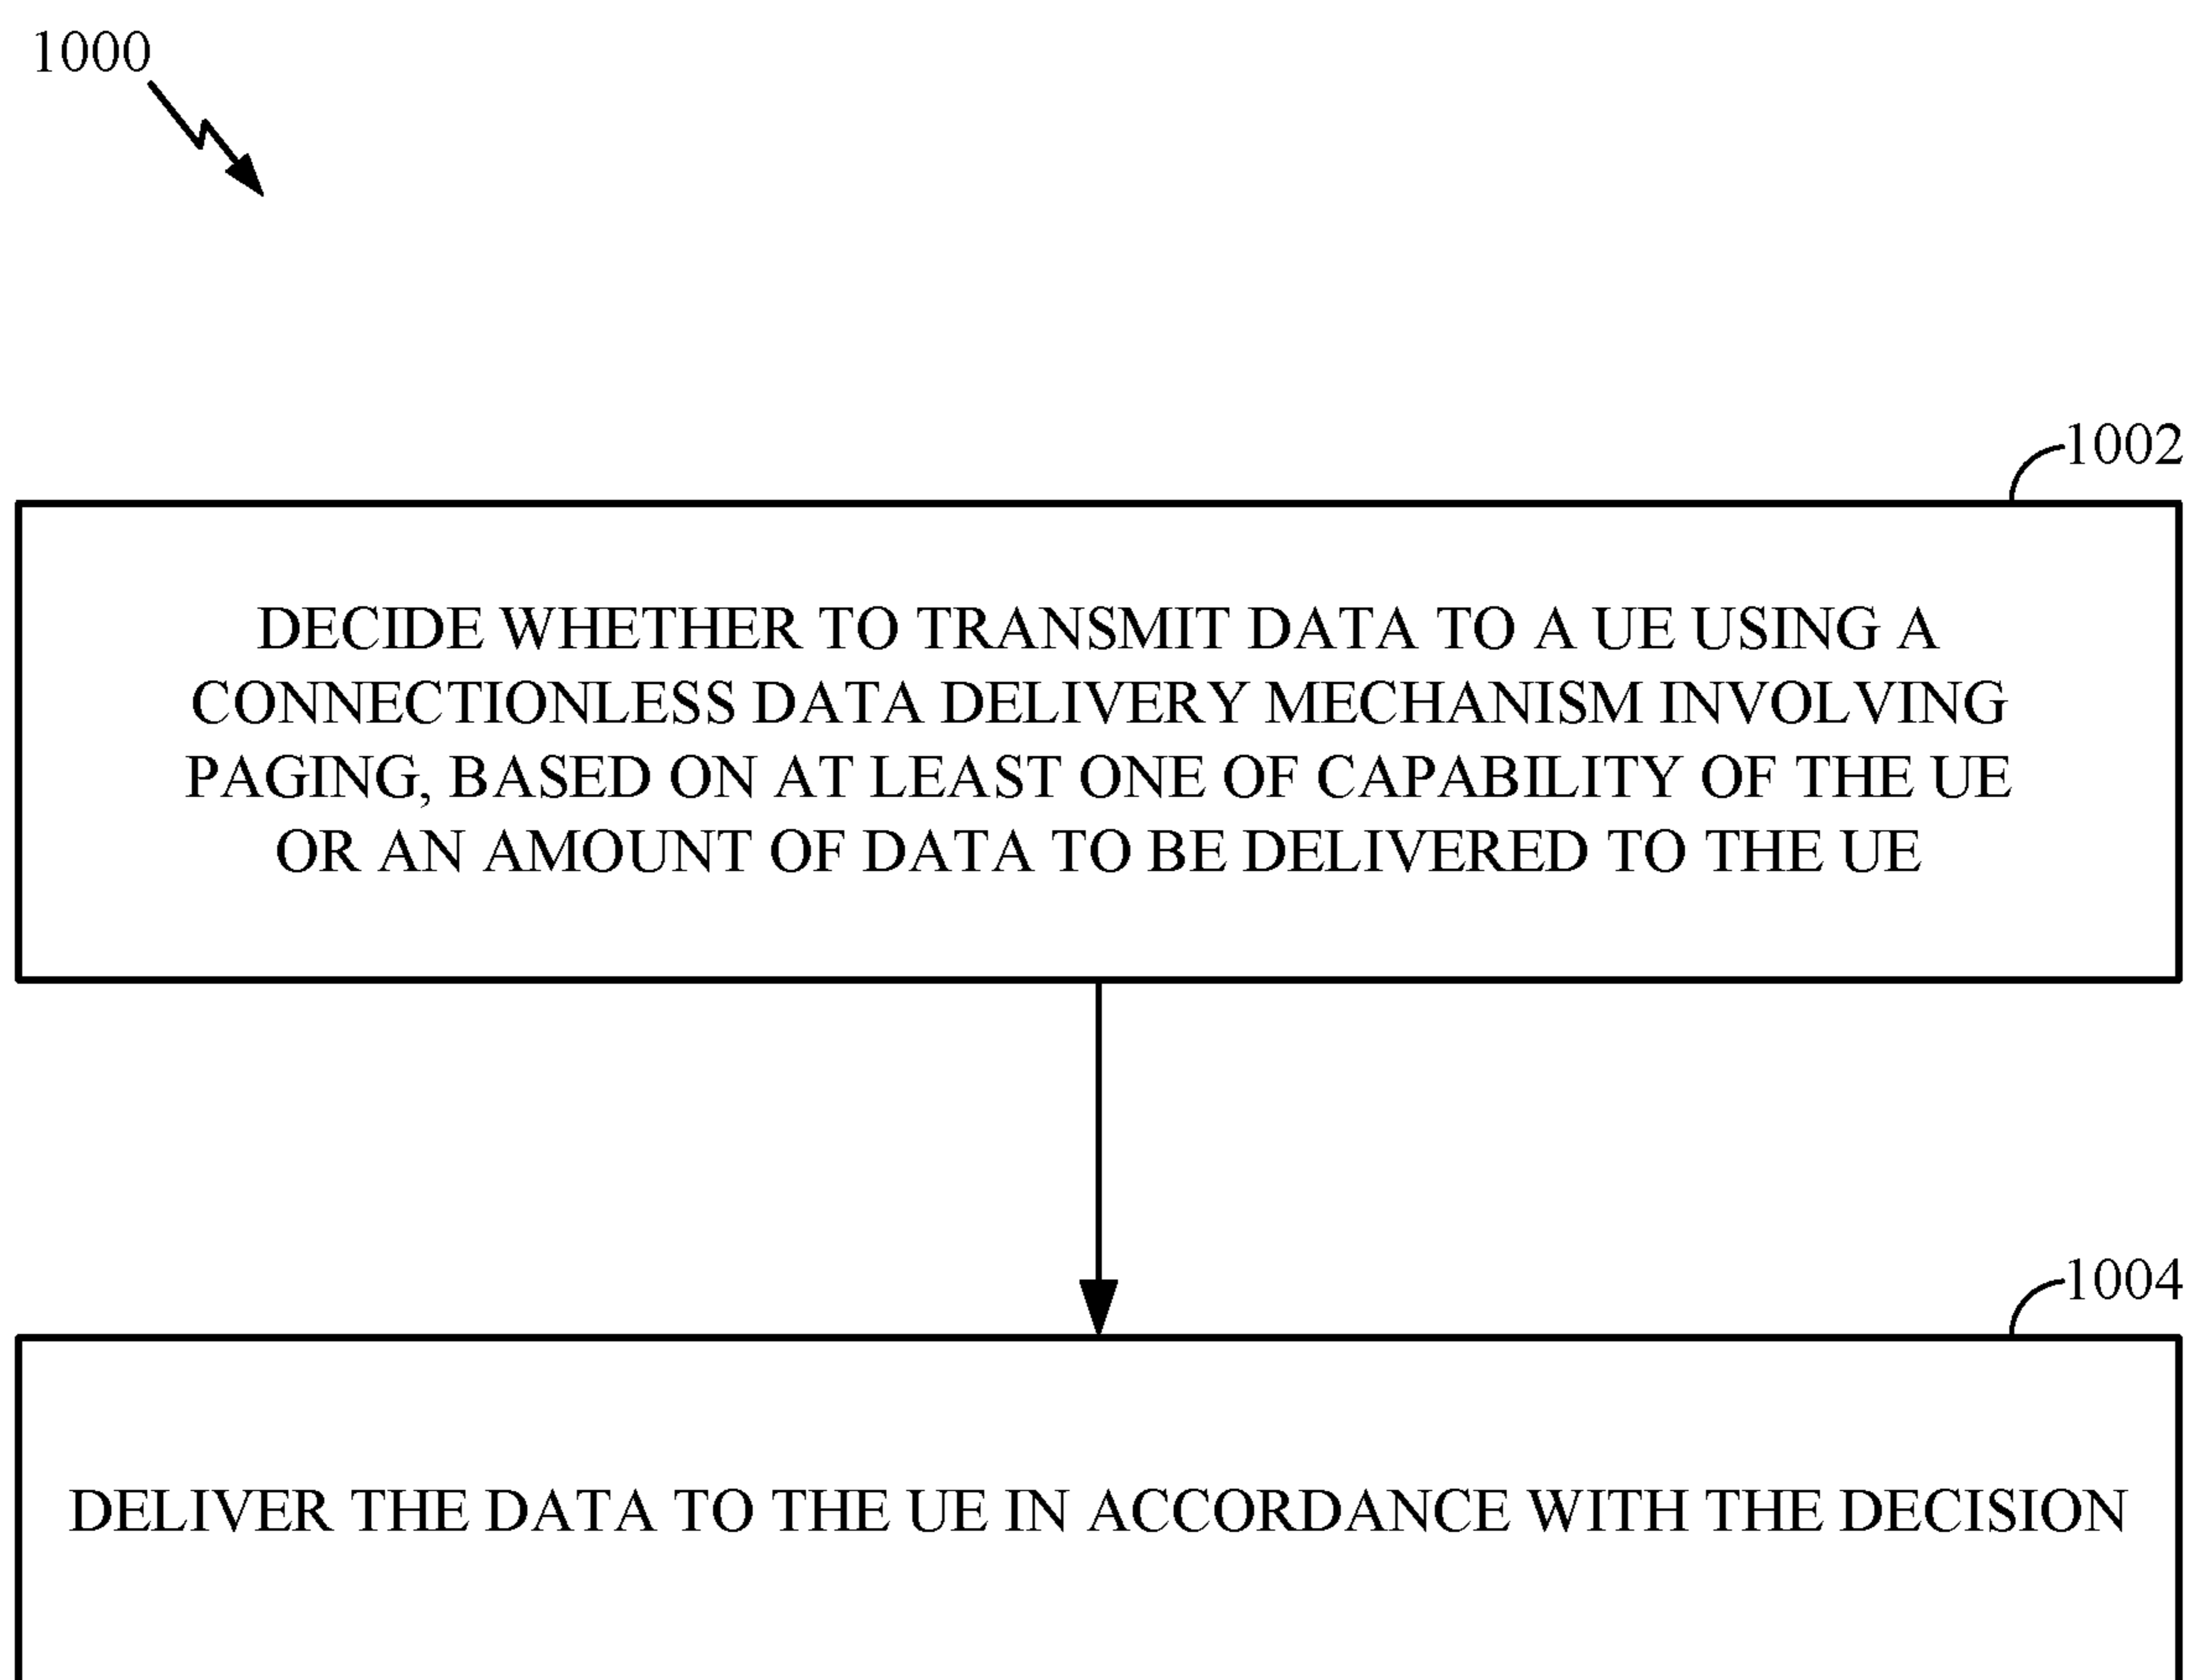 1000
1002
DECIDE WHETHER TO TRANSMIT DATA TO A UE USING A
CONNECTIONLESS DATA DELIVERY MECHANISM INVOLVING
PAGING, BASED ON AT LEAST ONE OF CAPABILITY OF THE UE
OR AN AMOUNT OF DATA TO BE DELIVERED TO THE UE
1004
DELIVER THE DATA TO THE UE IN ACCORDANCE WITH THE DECISION